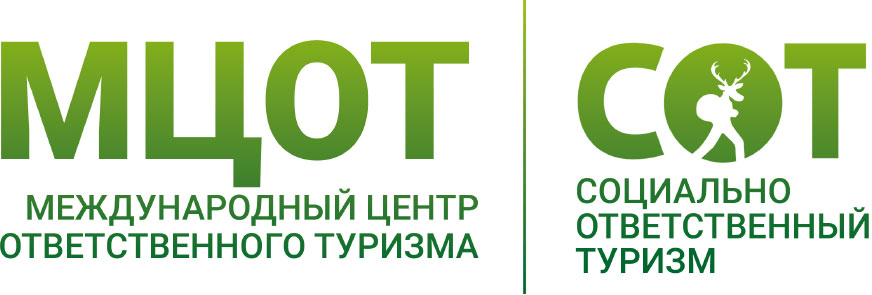 МЦОТ
МЕЖДУНАРОДНЫЙ ЦЕНТР
ОТВЕТСТВЕННОГО ТУРИЗМА
СОТ
СОЦИАЛЬНО
ОТВЕТСТВЕННЫЙ
ТУРИЗМ